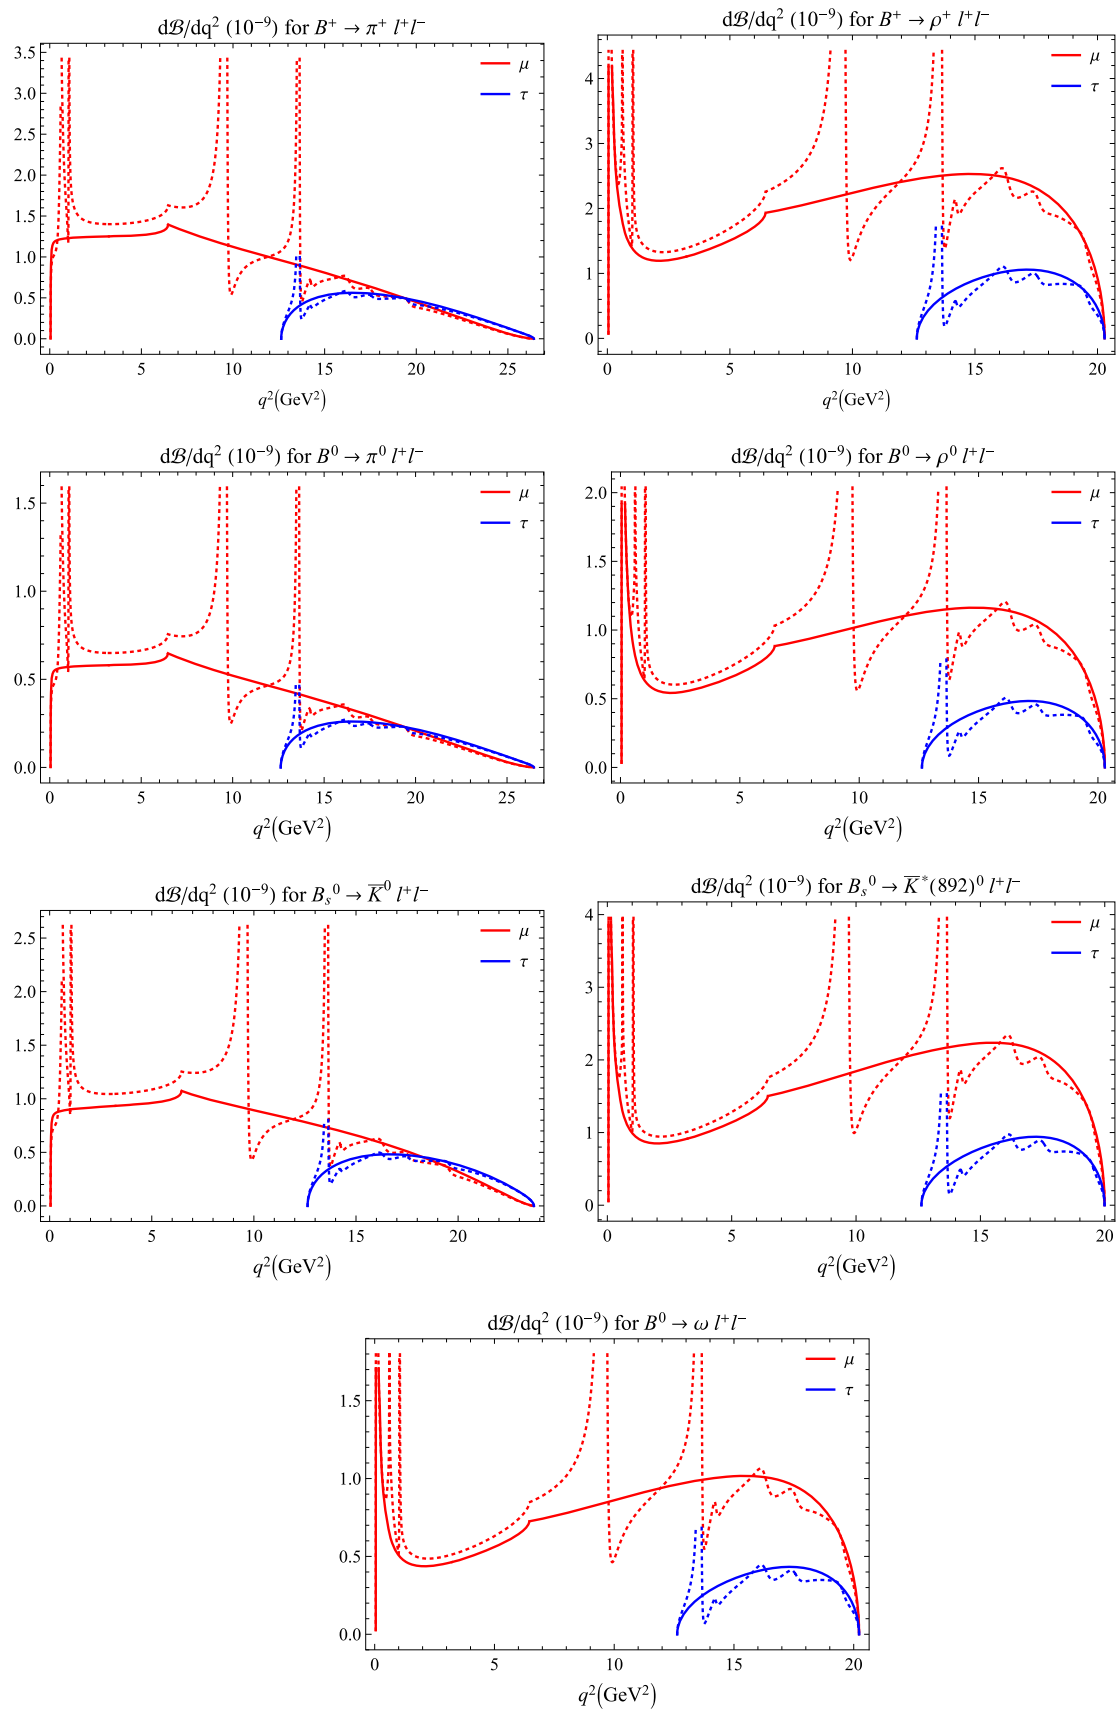 dℬ/dq² (10⁻⁹) for B⁺ → π⁺ l⁺l⁻
3.5
3.0
2.5
2.0
1.5
1.0
0.5
0.0
μ
τ
0 5 10 15 20 25
q²(GeV²)
dℬ/dq² (10⁻⁹) for B⁺ → ρ⁺ l⁺l⁻
4
3
2
1
0
μ
τ
0 5 10 15 20
q²(GeV²)
dℬ/dq² (10⁻⁹) for B⁰ → π⁰ l⁺l⁻
1.5
1.0
0.5
0.0
μ
τ
0 5 10 15 20 25
q²(GeV²)
dℬ/dq² (10⁻⁹) for B⁰ → ρ⁰ l⁺l⁻
2.0
1.5
1.0
0.5
0.0
μ
τ
0 5 10 15 20
q²(GeV²)
dℬ/dq² (10⁻⁹) for Bₛ⁰ → K̅⁰ l⁺l⁻
2.5
2.0
1.5
1.0
0.5
0.0
μ
τ
0 5 10 15 20
q²(GeV²)
dℬ/dq² (10⁻⁹) for Bₛ⁰ → K̅*(892)⁰ l⁺l⁻
4
3
2
1
0
μ
τ
0 5 10 15 20
q²(GeV²)
dℬ/dq² (10⁻⁹) for B⁰ → ω l⁺l⁻
1.5
1.0
0.5
0.0
μ
τ
0 5 10 15 20
q²(GeV²)